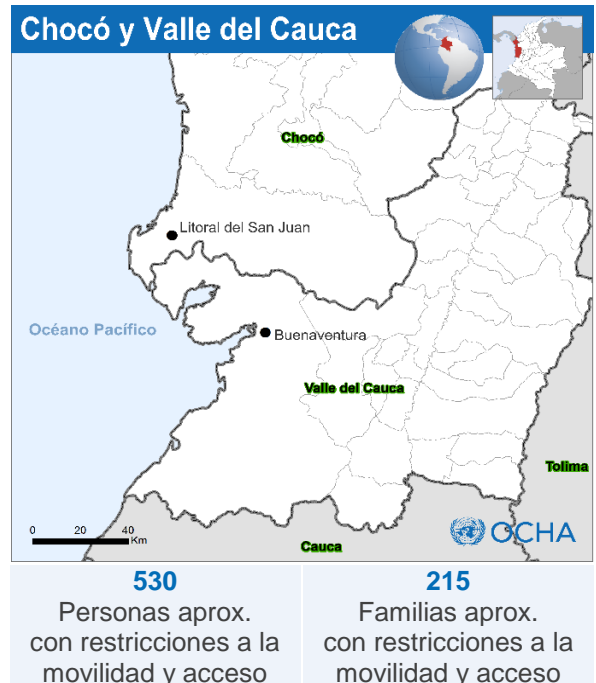 Chocó y Valle del Cauca
Chocó
Litoral del San Juan
Océano Pacífico
Buenaventura
Valle del Cauca
Tolima
0 20 40
Km
OCHA
Cauca
530
Personas aprox.
con restricciones a la
movilidad y acceso
215
Familias aprox.
con restricciones a la
movilidad y acceso